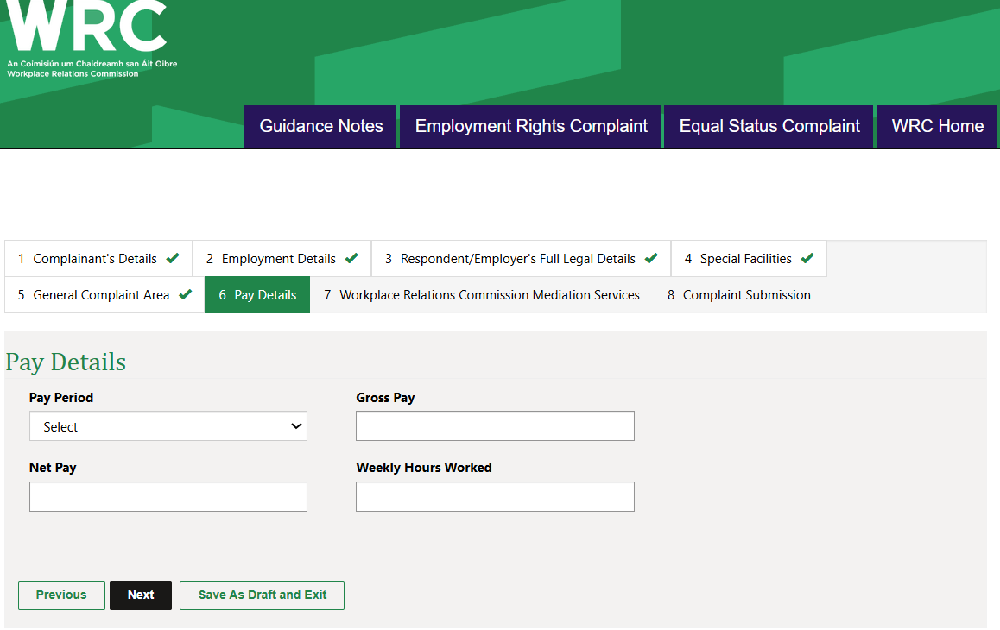 WRC
An Coimisiún um Chaidreamh san Áit Oibre
Workplace Relations Commission
Guidance Notes Employment Rights Complaint Equal Status Complaint WRC Home
1 Complainant's Details 2 Employment Details 3 Respondent/Employer's Full Legal Details 4 Special Facilities
5 General Complaint Area 6 Pay Details 7 Workplace Relations Commission Mediation Services 8 Complaint Submission
Pay Details
Pay Period Gross Pay
Select
Net Pay Weekly Hours Worked
Previous Next Save As Draft and Exit